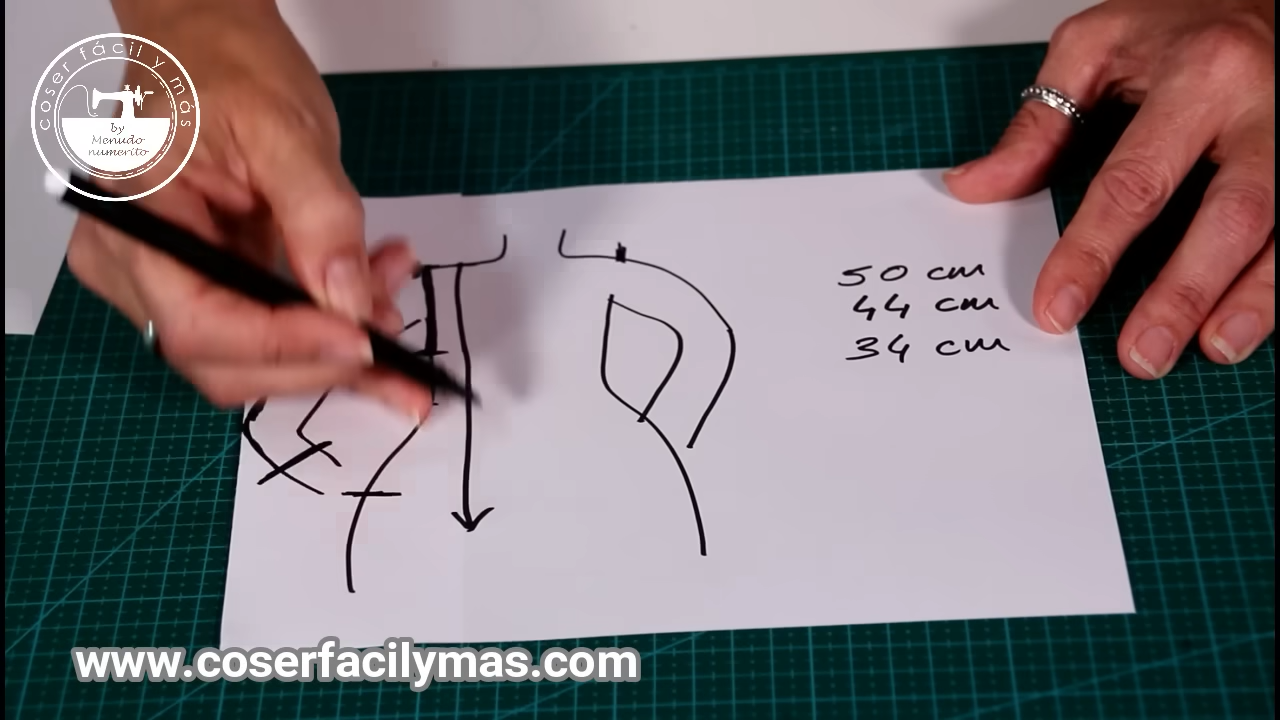 coser fácil y más
by
Menudo
numerito
50 cm
44 cm
34 cm
www.coserfacilymas.com